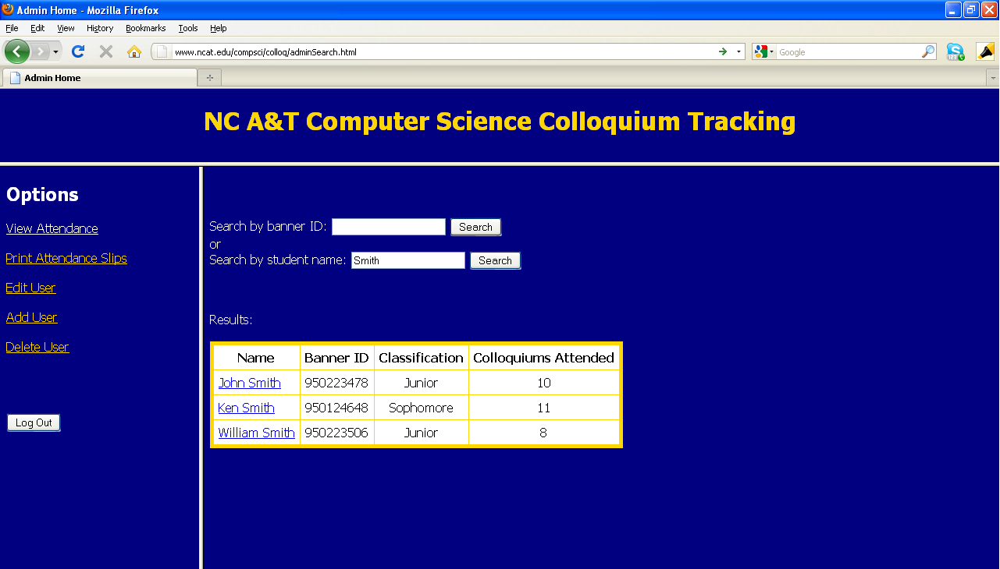 Admin Home - Mozilla Firefox
File Edit View History Bookmarks Tools Help
www.ncat.edu/compsci/colloq/adminSearch.html Google
Admin Home
NC A&T Computer Science Colloquium Tracking
Options
View Attendance
Print Attendance Slips
Edit User
Add User
Delete User
Log Out
Search by banner ID: Search
or
Search by student name: Smith Search
Results:
Name Banner ID Classification Colloquiums Attended
John Smith 950223478 Junior 10
Ken Smith 950124648 Sophomore 11
William Smith 950223506 Junior 8